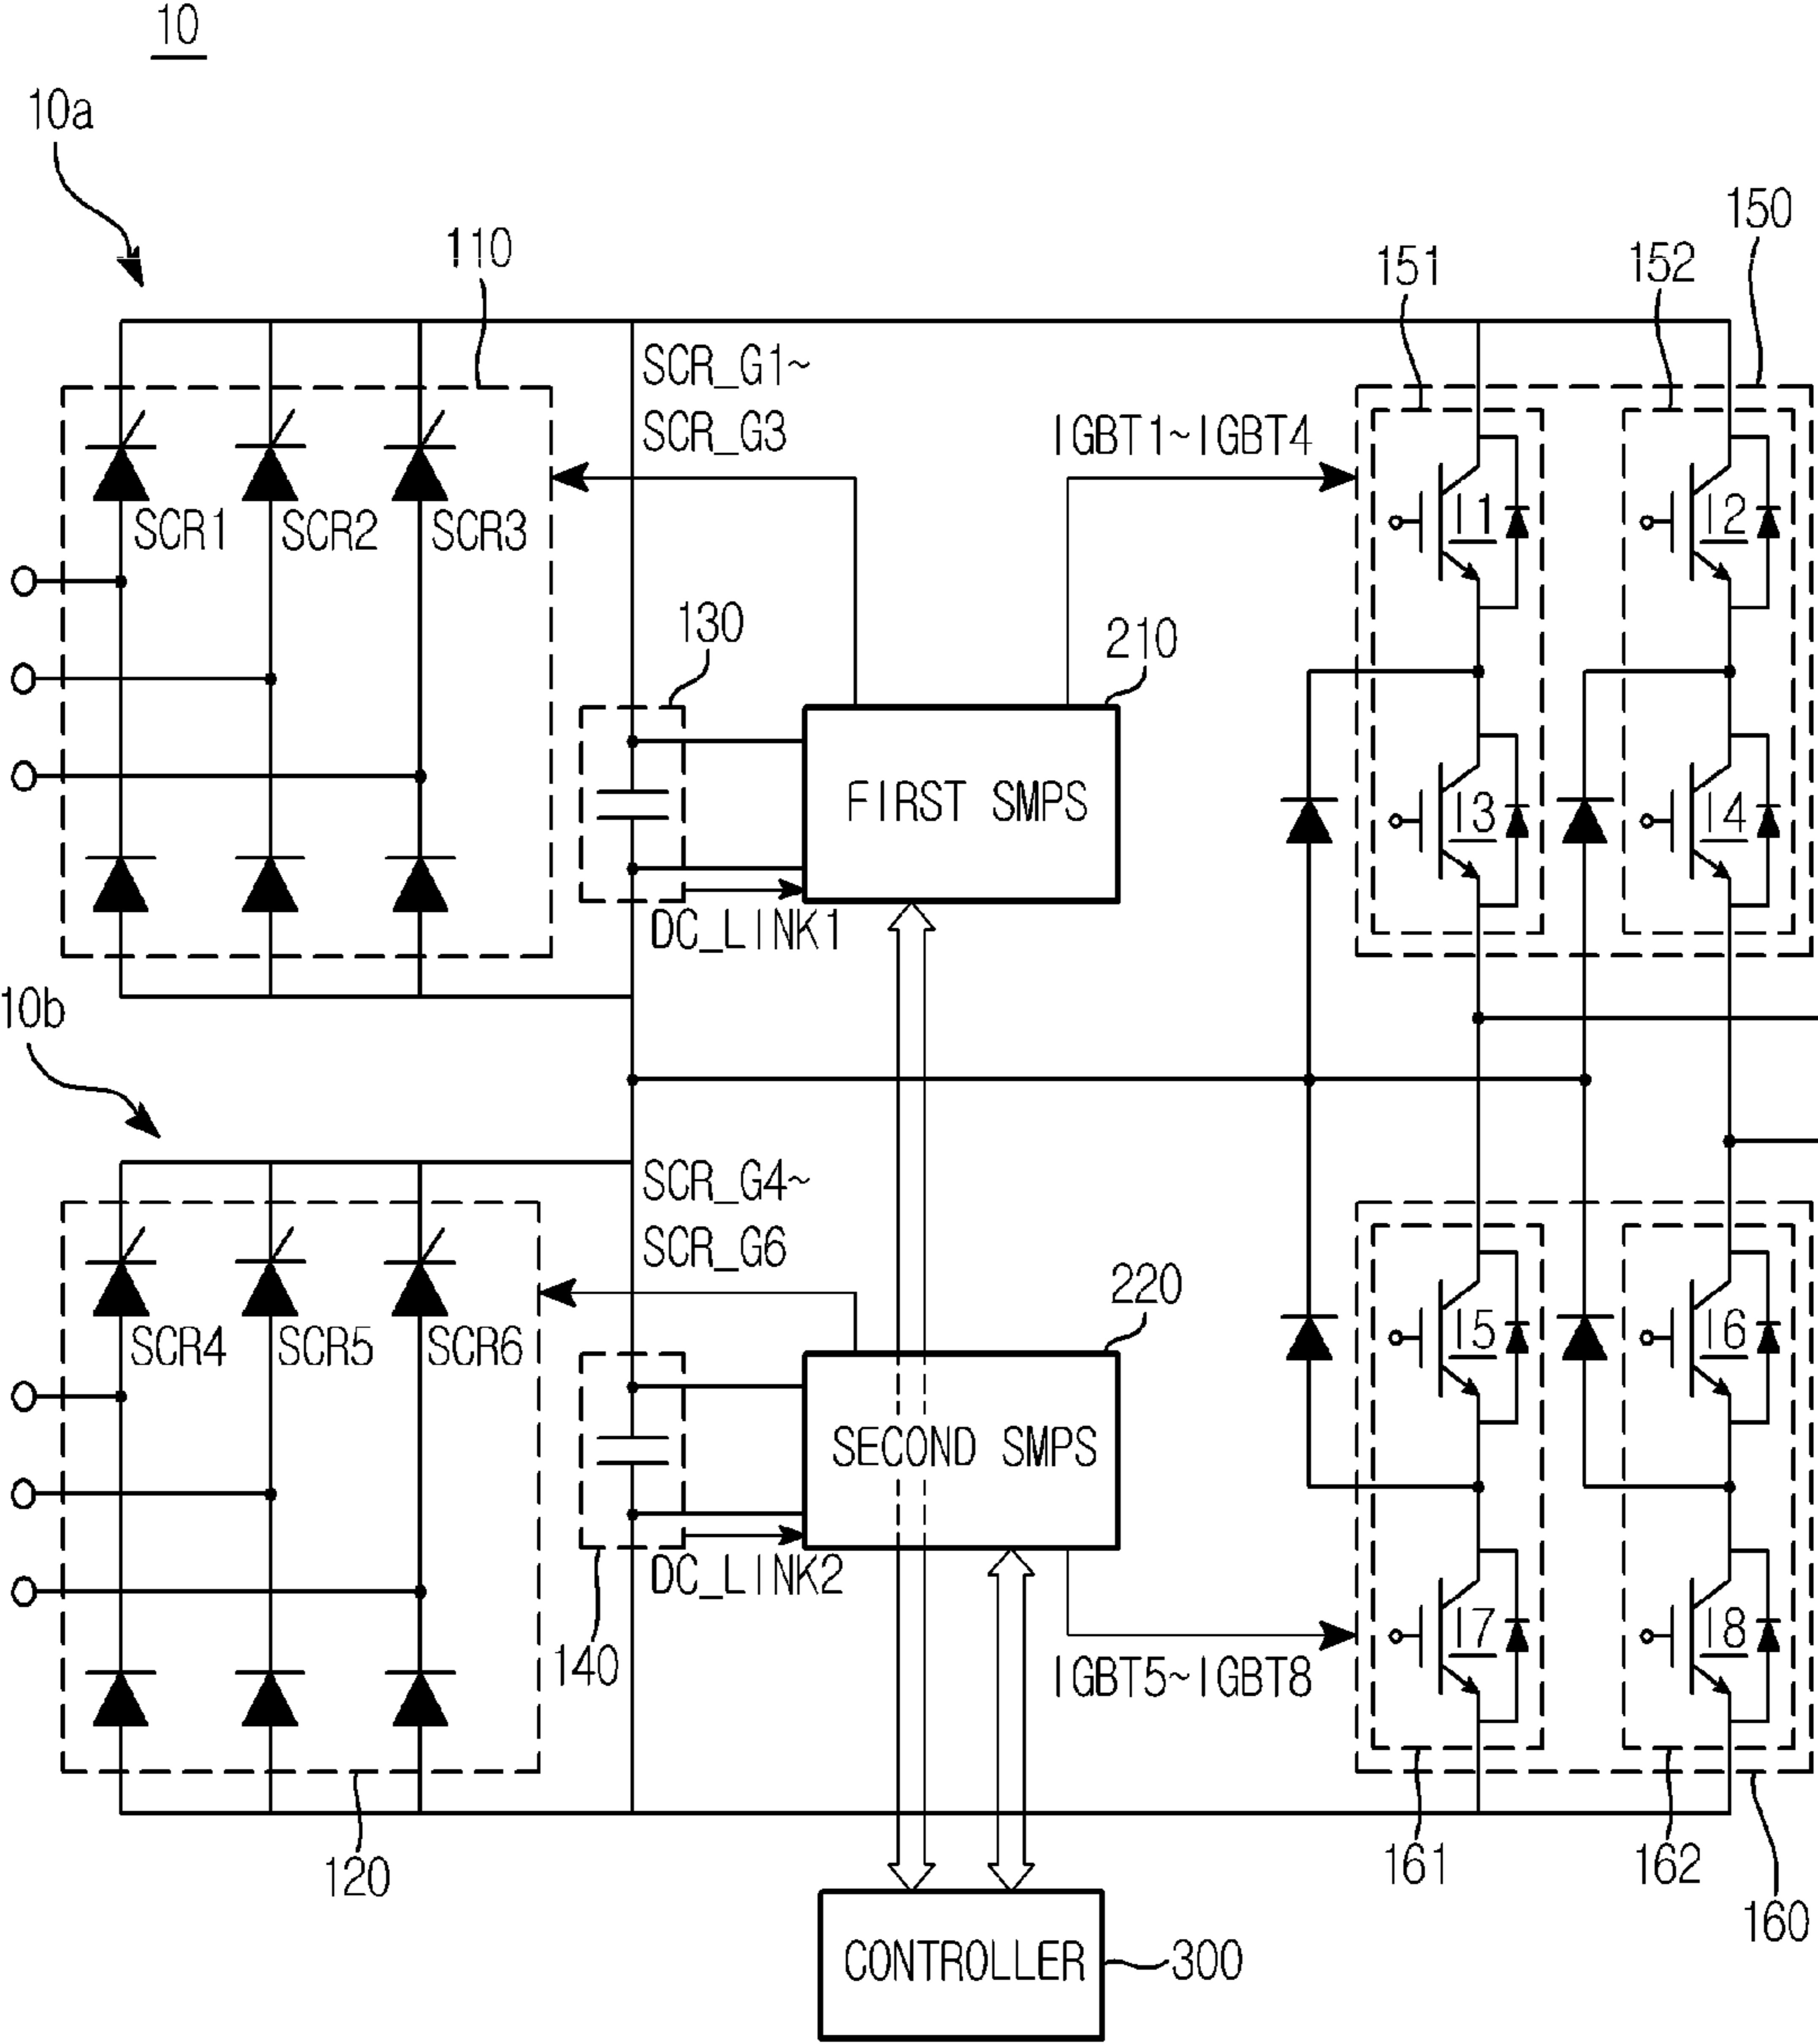 10
10a
110
150
151
152
SCR_G1~
SCR_G3
IGBT1~IGBT4
SCR1
SCR2
SCR3
I1
I2
130
210
FIRST SMPS
I3
I4
DC_LINK1
10b
SCR_G4~
SCR_G6
220
SCR4
SCR5
SCR6
I5
I6
SECOND SMPS
DC_LINK2
140
IGBT5~IGBT8
I7
I8
120
161
162
160
CONTROLLER
300